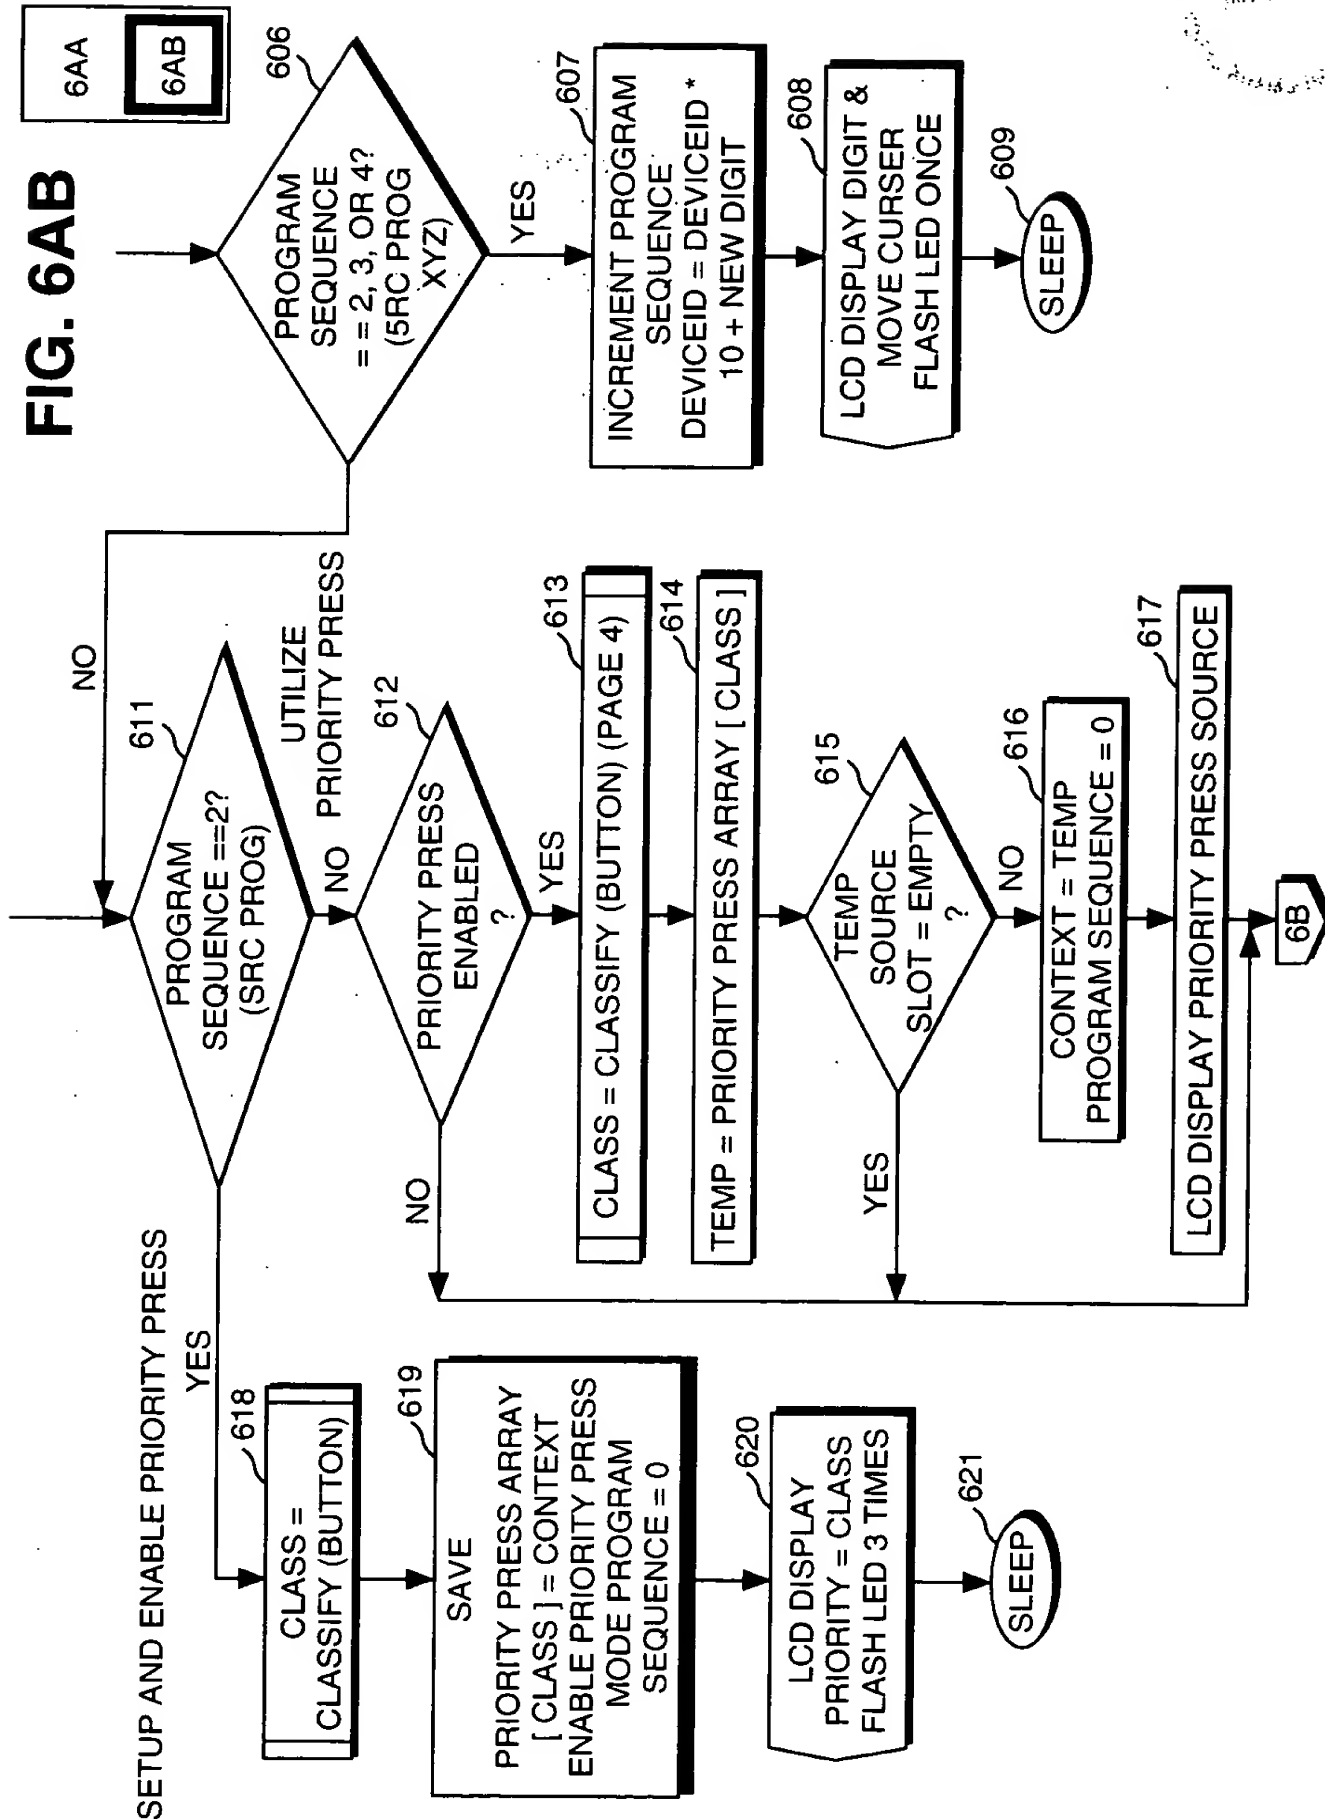 FIG. 6AB
6AA
6AB
606
PROGRAM
SEQUENCE
= = 2, 3, OR 4?
(5RC PROG
XYZ)
YES
NO
607
INCREMENT PROGRAM
SEQUENCE
DEVICEID = DEVICEID *
10 + NEW DIGIT
608
LCD DISPLAY DIGIT &
MOVE CURSER
FLASH LED ONCE
609
SLEEP
611
PROGRAM
SEQUENCE ==2?
(SRC PROG)
NO
UTILIZE
PRIORITY PRESS
612
PRIORITY PRESS
ENABLED
?
NO
YES
613
CLASS = CLASSIFY (BUTTON) (PAGE 4)
614
TEMP = PRIORITY PRESS ARRAY [ CLASS ]
615
TEMP
SOURCE
SLOT = EMPTY
?
YES
NO
616
CONTEXT = TEMP
PROGRAM SEQUENCE = 0
617
LCD DISPLAY PRIORITY PRESS SOURCE
6B
SETUP AND ENABLE PRIORITY PRESS
YES
618
CLASS =
CLASSIFY (BUTTON)
619
SAVE
PRIORITY PRESS ARRAY
[ CLASS ] = CONTEXT
ENABLE PRIORITY PRESS
MODE PROGRAM
SEQUENCE = 0
620
LCD DISPLAY
PRIORITY = CLASS
FLASH LED 3 TIMES
621
SLEEP